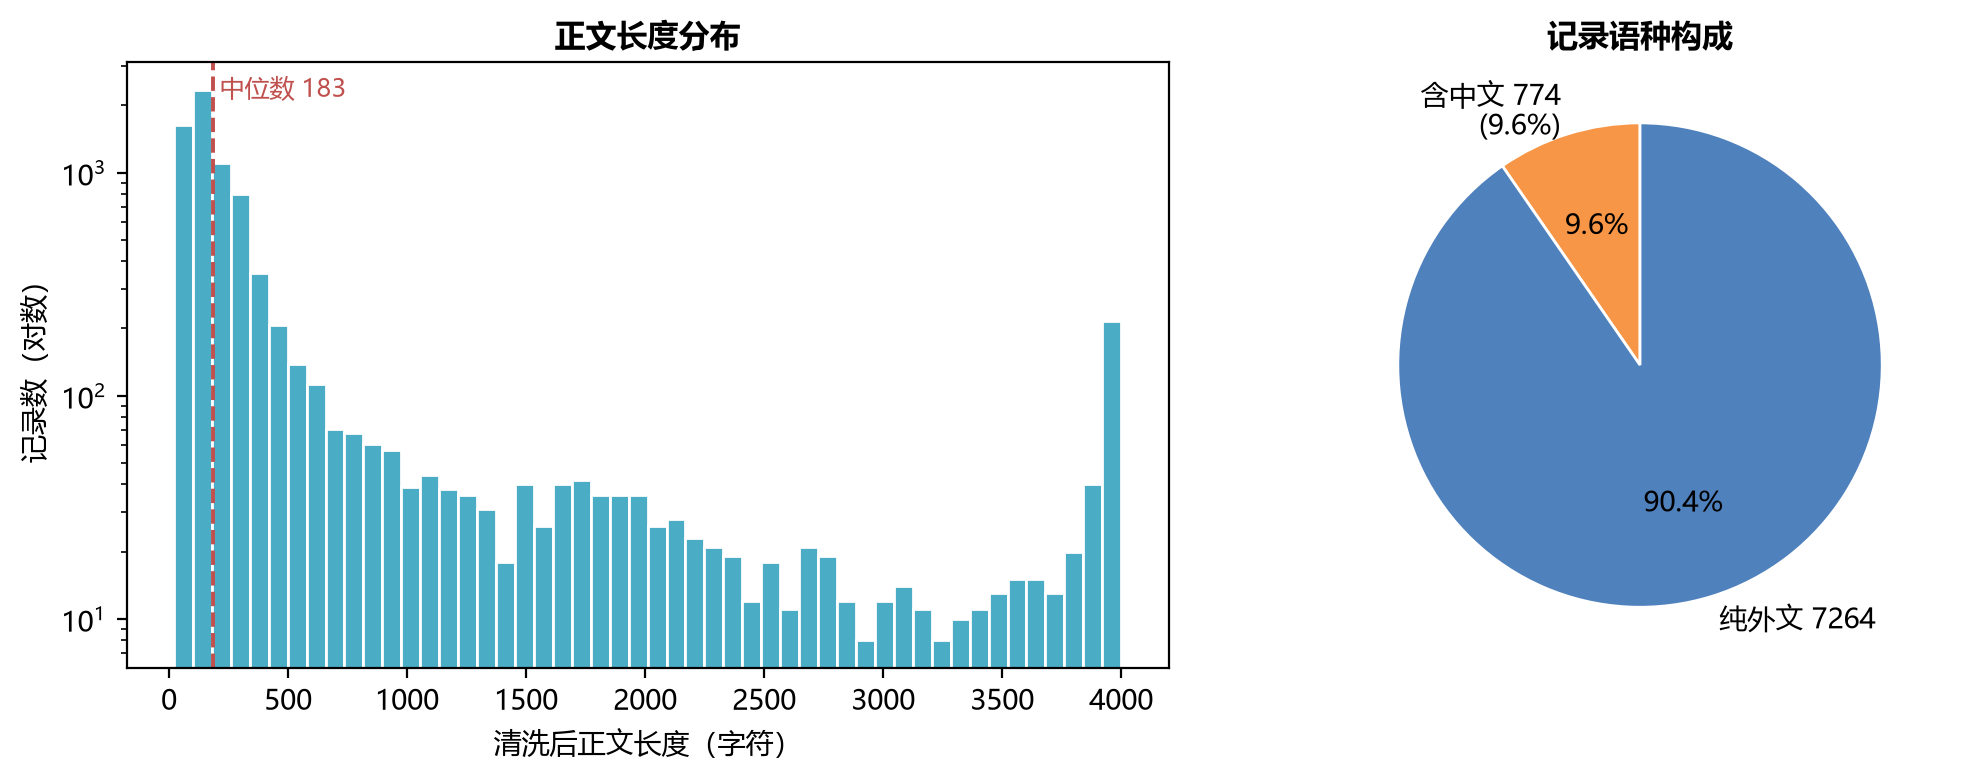 正文长度分布
中位数 183
10³
10²
10¹
记录数（对数）
0 500 1000 1500 2000 2500 3000 3500 4000
清洗后正文长度（字符）
记录语种构成
含中文 774
(9.6%)
9.6%
90.4%
纯外文 7264